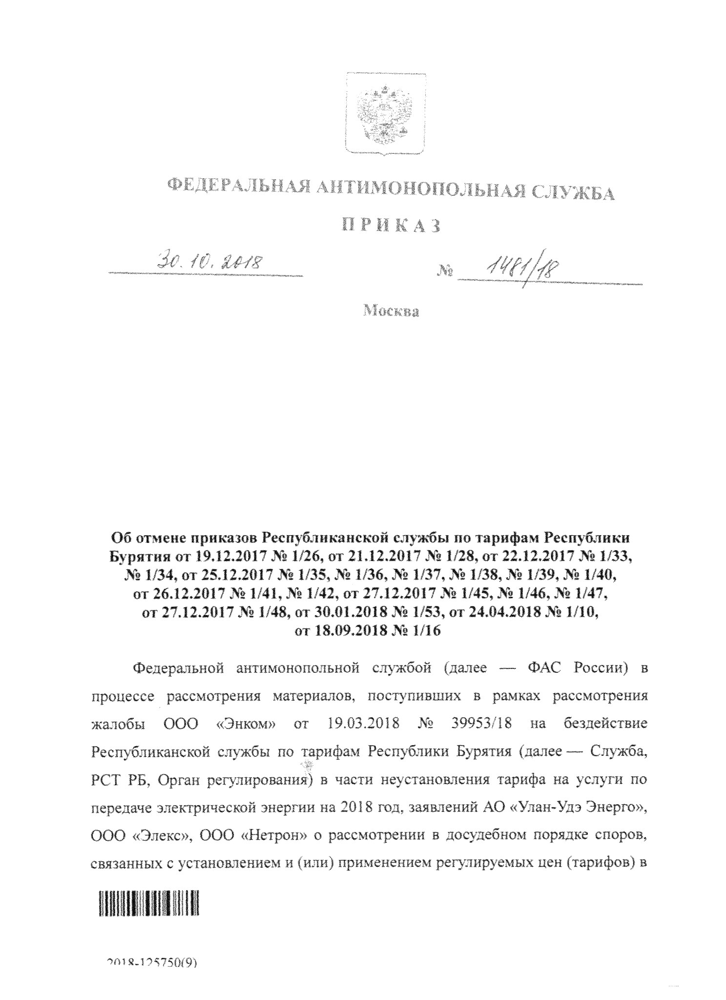 ФЕДЕРАЛЬНАЯ АНТИМОНОПОЛЬНАЯ СЛУЖБА
ПРИКАЗ
30.10.2018
№ 1481/18
Москва
Об отмене приказов Республиканской службы по тарифам Республики
Бурятия от 19.12.2017 № 1/26, от 21.12.2017 № 1/28, от 22.12.2017 № 1/33,
№ 1/34, от 25.12.2017 № 1/35, № 1/36, № 1/37, № 1/38, № 1/39, № 1/40,
от 26.12.2017 № 1/41, № 1/42, от 27.12.2017 № 1/45, № 1/46, № 1/47,
от 27.12.2017 № 1/48, от 30.01.2018 № 1/53, от 24.04.2018 № 1/10,
от 18.09.2018 № 1/16
Федеральной антимонопольной службой (далее — ФАС России) в
процессе рассмотрения материалов, поступивших в рамках рассмотрения
жалобы ООО «Энком» от 19.03.2018 № 39953/18 на бездействие
Республиканской службы по тарифам Республики Бурятия (далее — Служба,
РСТ РБ, Орган регулирования) в части неустановления тарифа на услуги по
передаче электрической энергии на 2018 год, заявлений АО «Улан-Удэ Энерго»,
ООО «Элекс», ООО «Нетрон» о рассмотрении в досудебном порядке споров,
связанных с установлением и (или) применением регулируемых цен (тарифов) в
2018-125750(9)